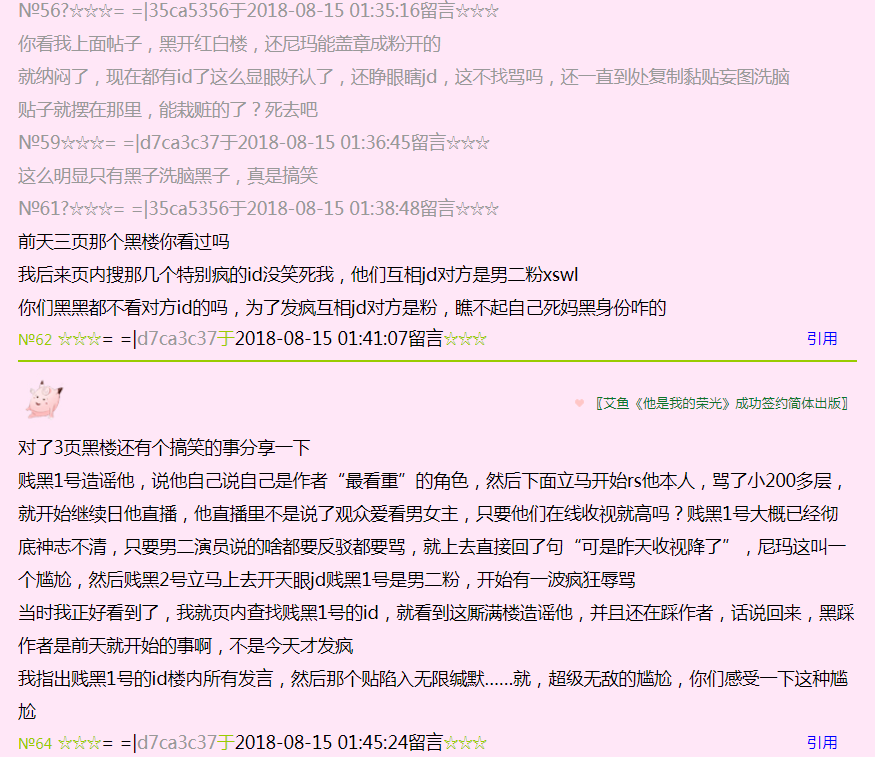 №56?☆☆☆= =|35ca5356于2018-08-15 01:35:16留言☆☆☆
你看我上面帖子，黑开红白楼，还尼玛能盖章成粉开的
就纳闷了，现在都有id了这么显眼好认了，还睁眼瞎jd，这不找骂吗，还一直到处复制黏贴妄图洗脑
贴子就摆在那里，能栽赃的了？死去吧
№59☆☆☆= =|d7ca3c37于2018-08-15 01:36:45留言☆☆☆
这么明显只有黑子洗脑黑子，真是搞笑
№61?☆☆☆= =|35ca5356于2018-08-15 01:38:48留言☆☆☆
前天三页那个黑楼你看过吗
我后来页内搜那几个特别疯的id没笑死我，他们互相jd对方是男二粉xswl
你们黑黑都不看对方id的吗，为了发疯互相jd对方是粉，瞧不起自己死妈黑身份咋的
№62 ☆☆☆= =|d7ca3c37于2018-08-15 01:41:07留言☆☆☆ 引用
❤ 〖艾鱼《他是我的荣光》成功签约简体出版〗
对了3页黑楼还有个搞笑的事分享一下
贱黑1号造谣他，说他自己说自己是作者“最看重”的角色，然后下面立马开始rs他本人，骂了小200多层，
就开始继续日他直播，他直播里不是说了观众爱看男女主，只要他们在线收视就高吗？贱黑1号大概已经彻
底神志不清，只要男二演员说的啥都要反驳都要骂，就上去直接回了句“可是昨天收视降了”，尼玛这叫一
个尴尬，然后贱黑2号立马上去开天眼jd贱黑1号是男二粉，开始有一波疯狂辱骂
当时我正好看到了，我就页内查找贱黑1号的id，就看到这厮满楼造谣他，并且还在踩作者，话说回来，黑踩
作者是前天就开始的事啊，不是今天才发疯
我指出贱黑1号的id楼内所有发言，然后那个贴陷入无限缄默......就，超级无敌的尴尬，你们感受一下这种尴
尬
№64 ☆☆☆= =|d7ca3c37于2018-08-15 01:45:24留言☆☆☆ 引用